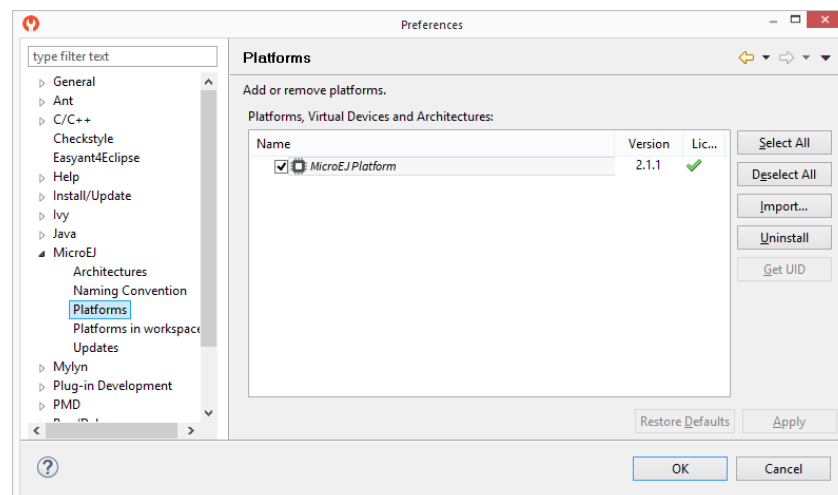 Preferences
type filter text
General
Ant
C/C++
Checkstyle
Easyant4Eclipse
Help
Install/Update
Ivy
Java
MicroEJ
Architectures
Naming Convention
Platforms
Platforms in workspace
Updates
Mylyn
Plug-in Development
PMD
Platforms
Add or remove platforms.
Platforms, Virtual Devices and Architectures:
Name Version Lic...
MicroEJ Platform 2.1.1
Select All
Deselect All
Import...
Uninstall
Get UID
Restore Defaults Apply
OK Cancel